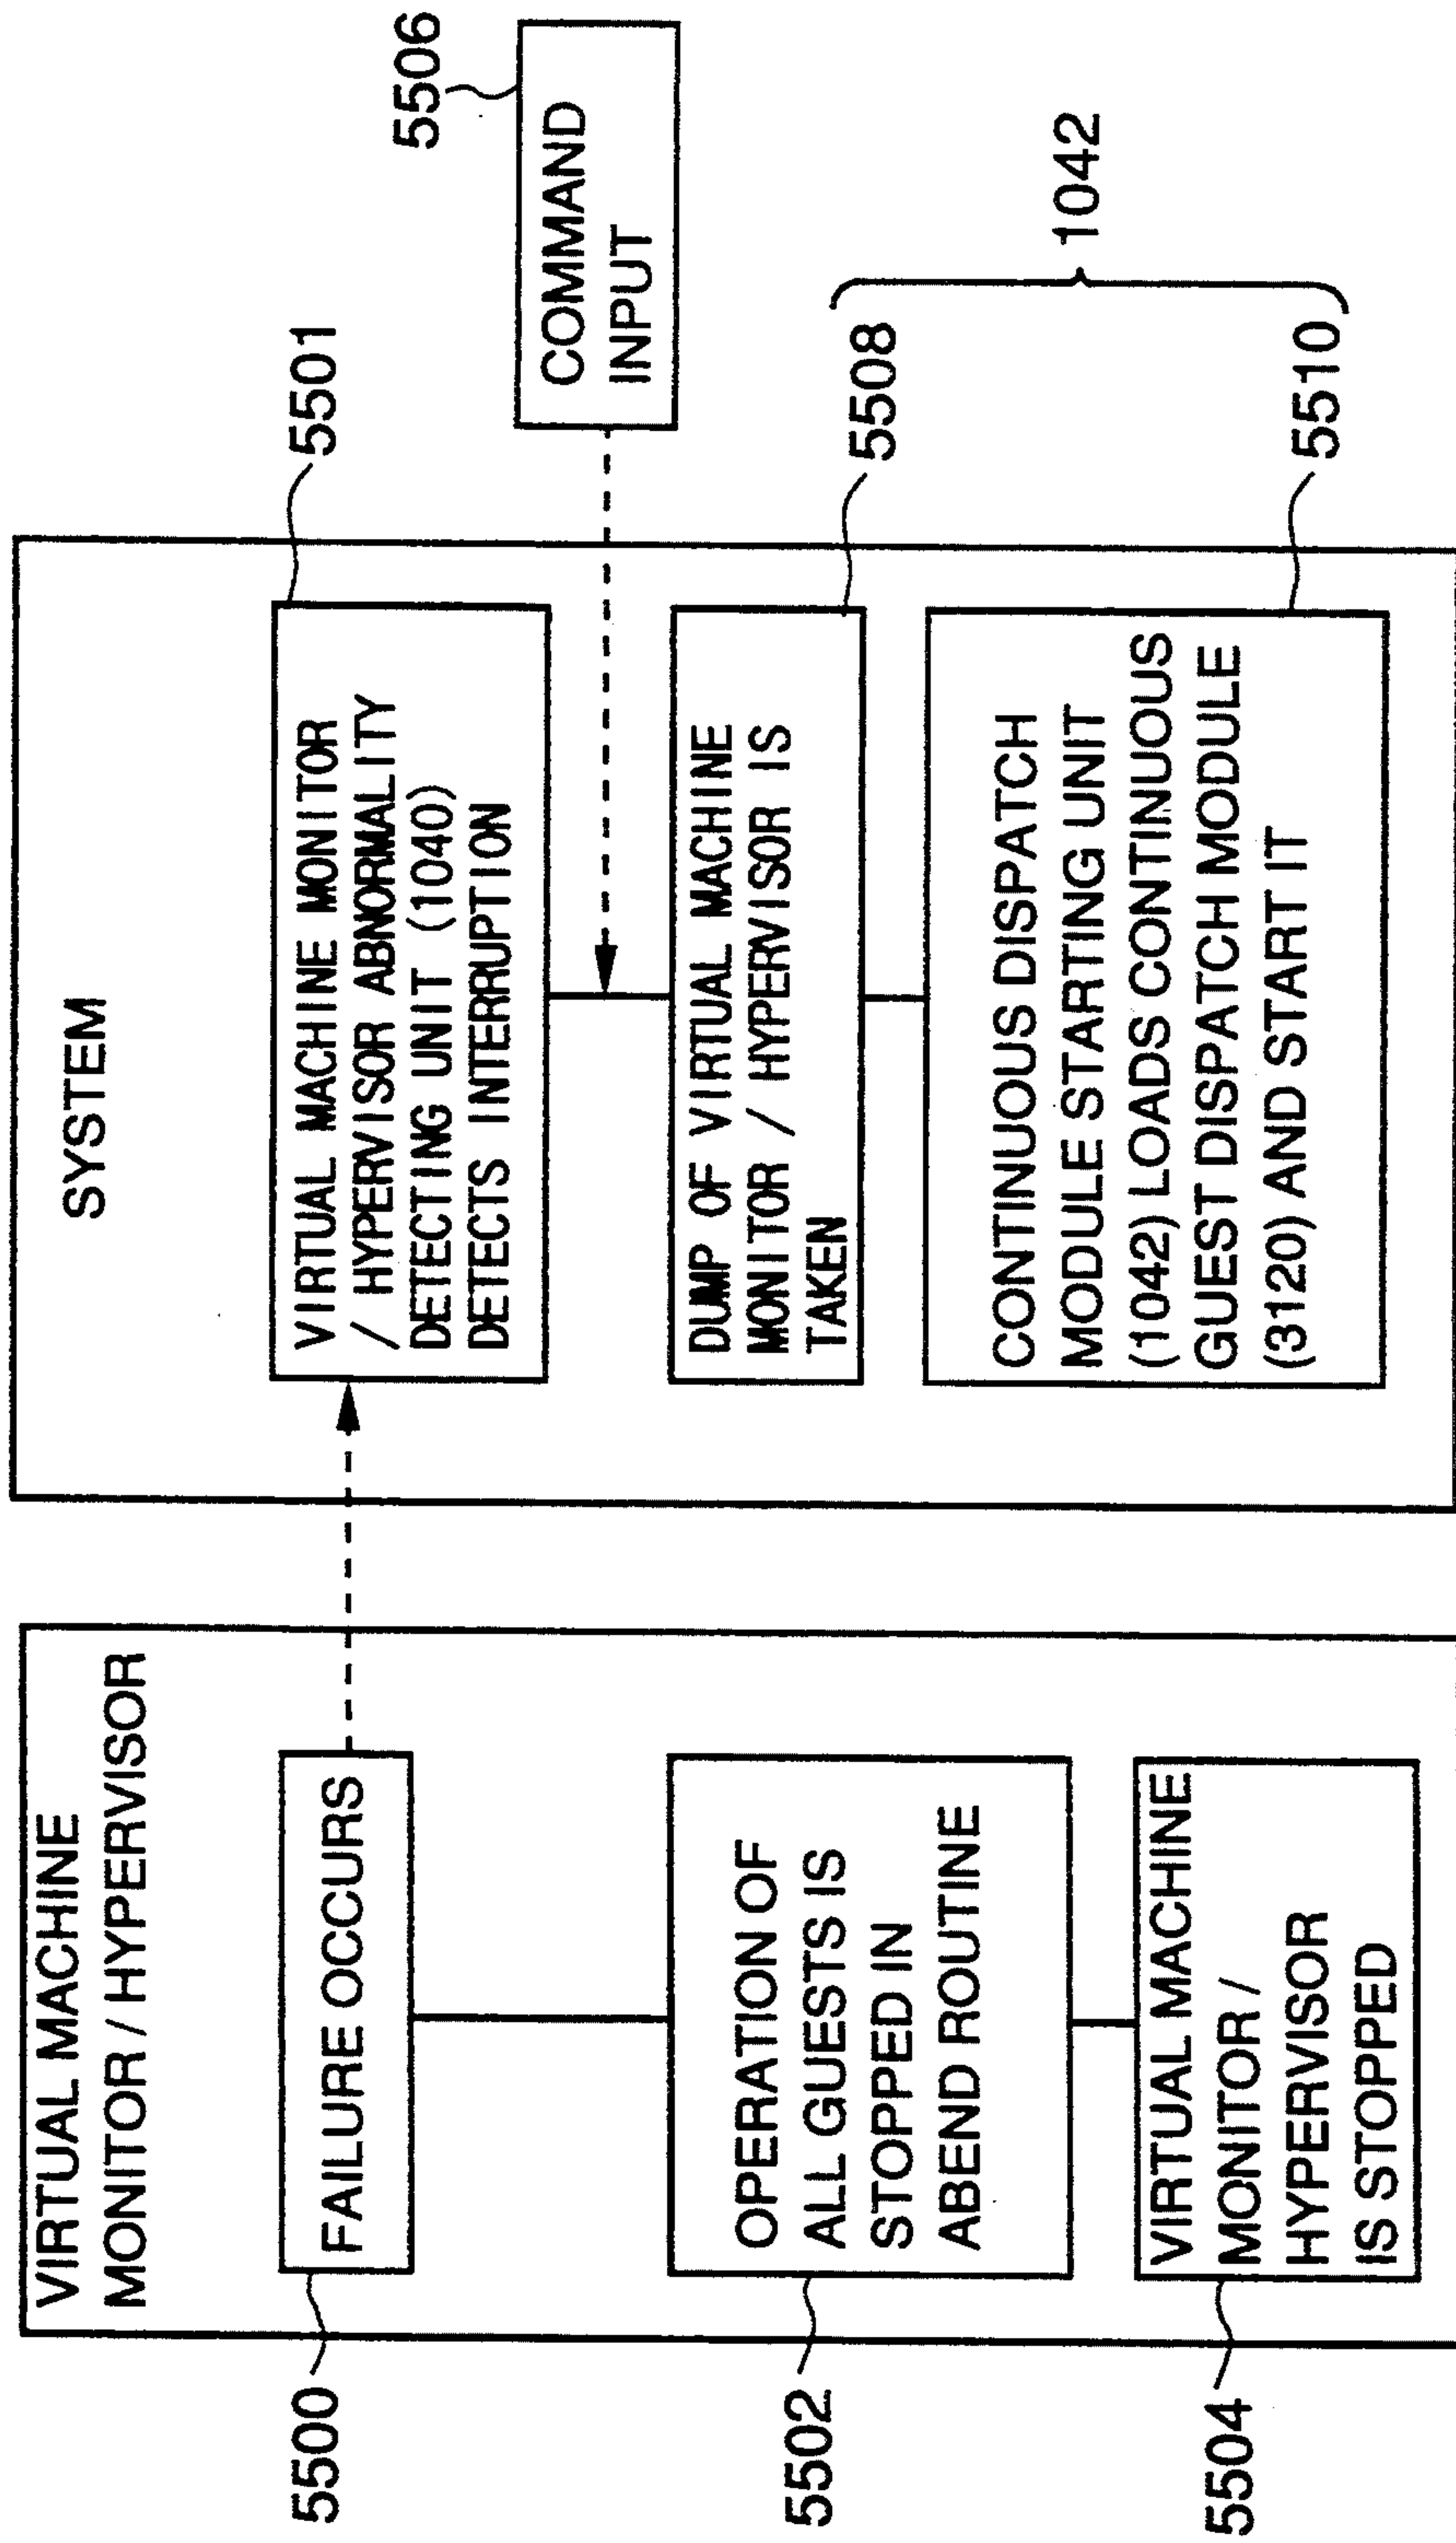 VIRTUAL MACHINE
MONITOR / HYPERVISOR
5500
FAILURE OCCURS
5502
OPERATION OF
ALL GUESTS IS
STOPPED IN
ABEND ROUTINE
5504
VIRTUAL MACHINE
MONITOR /
HYPERVISOR
IS STOPPED
SYSTEM
5501
VIRTUAL MACHINE MONITOR
/ HYPERVISOR ABNORMALITY
DETECTING UNIT (1040)
DETECTS INTERRUPTION
5506
COMMAND
INPUT
5508
DUMP OF VIRTUAL MACHINE
MONITOR / HYPERVISOR IS
TAKEN
5510
CONTINUOUS DISPATCH
MODULE STARTING UNIT
(1042) LOADS CONTINUOUS
GUEST DISPATCH MODULE
(3120) AND START IT
1042